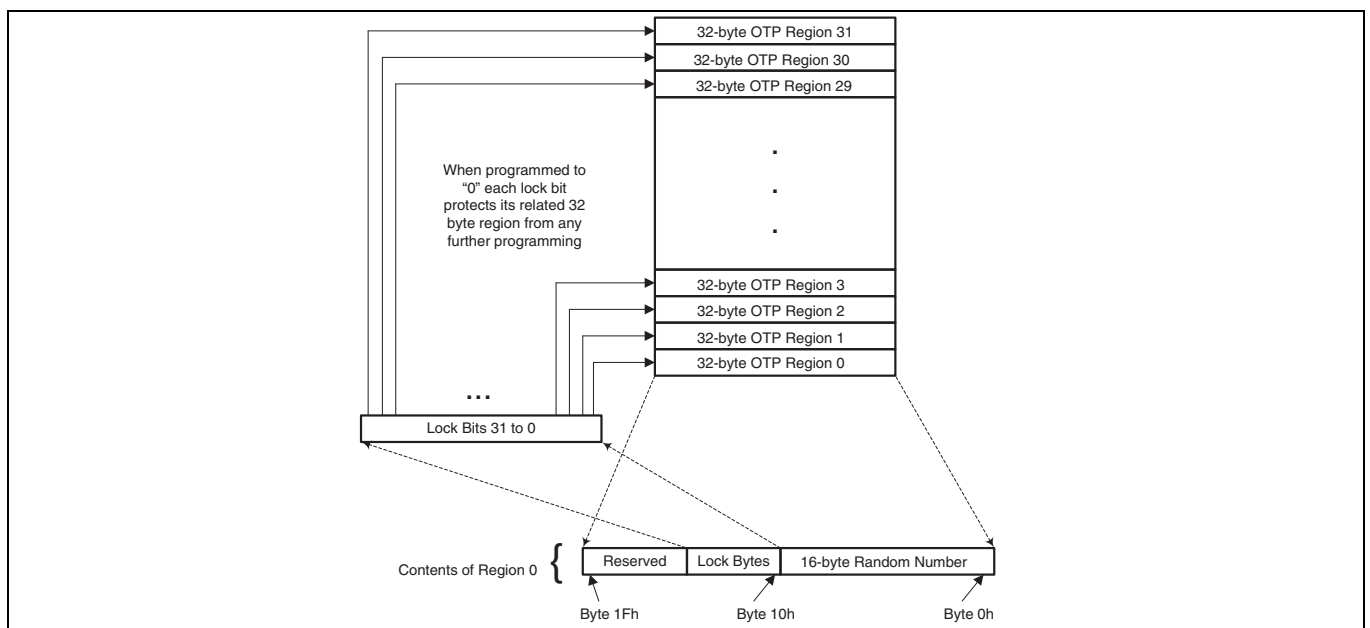 32-byte OTP Region 31
32-byte OTP Region 30
32-byte OTP Region 29
.
.
.
When programmed to
“0” each lock bit
protects its related 32
byte region from any
further programming
32-byte OTP Region 3
32-byte OTP Region 2
32-byte OTP Region 1
32-byte OTP Region 0
...
Lock Bits 31 to 0
Contents of Region 0 {
Reserved
Lock Bytes
16-byte Random Number
Byte 1Fh
Byte 10h
Byte 0h